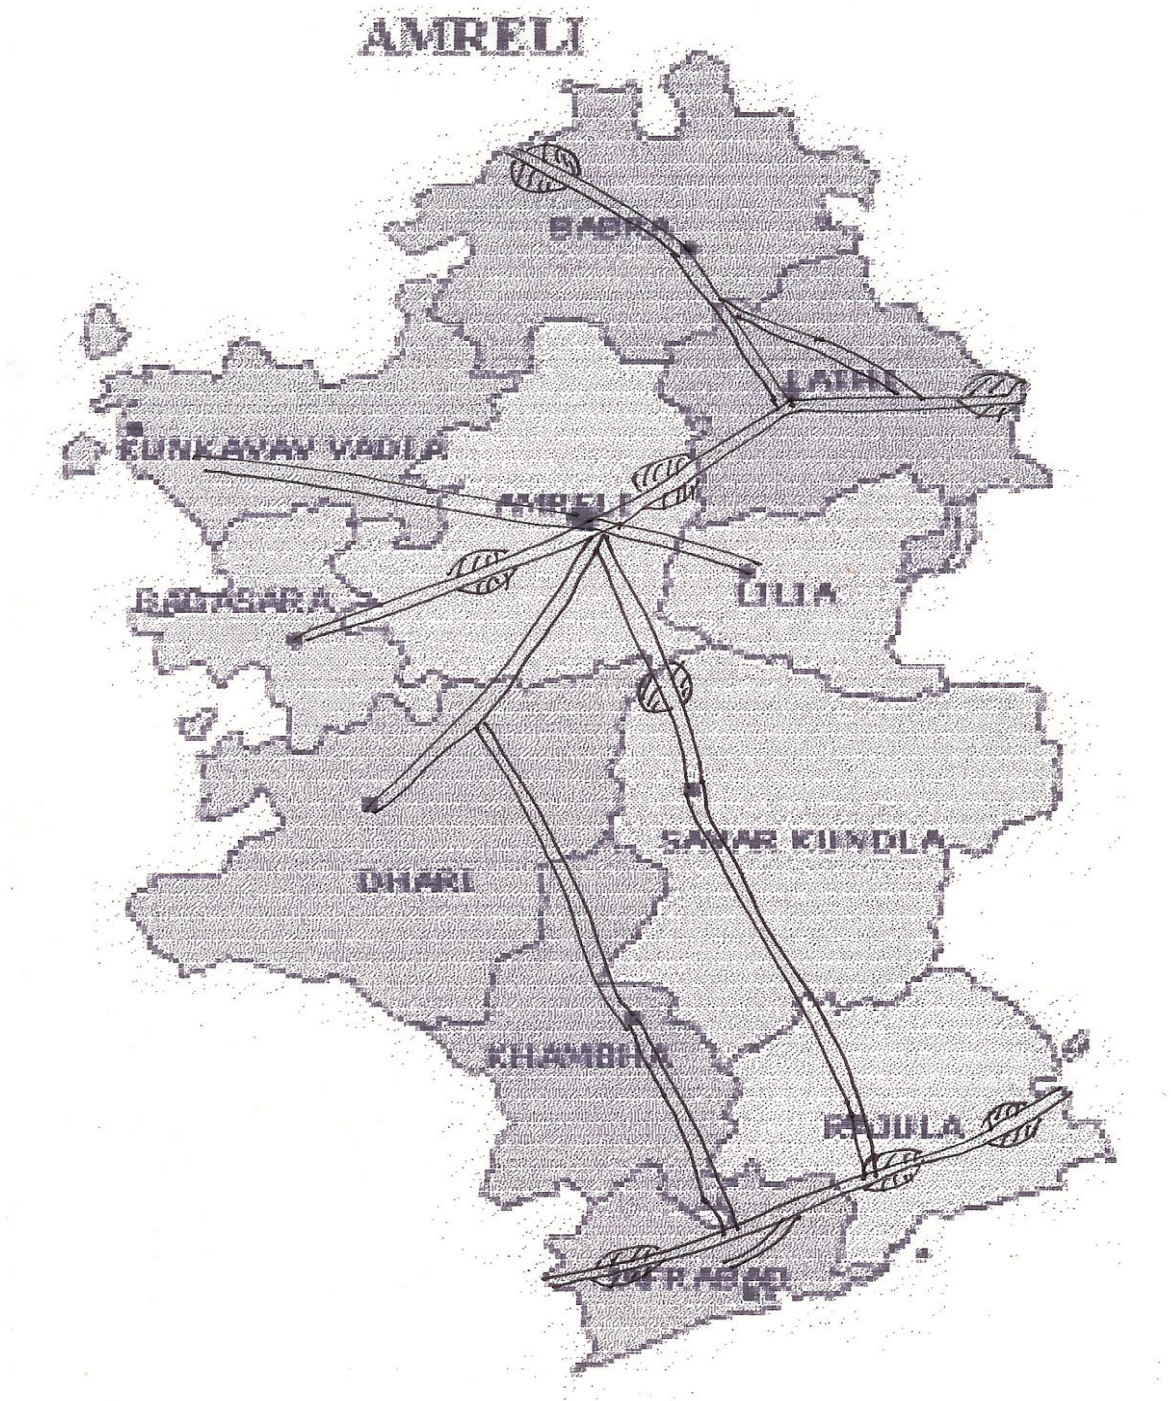 AMRELI
BABRA
LATHI
KUNKAVAV VADIA
AMRELI
LILIA
BAGASARA
SAVAR KUNDLA
DHARI
KHAMBHA
RAJULA
JAFRABAD